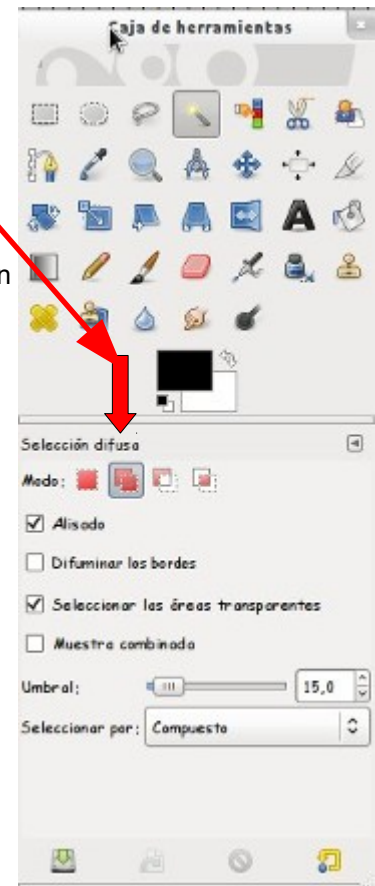 Caja de herramientas
n
Selección difusa
Modo:
Alisado
Difuminar los bordes
Seleccionar las áreas transparentes
Muestra combinada
Umbral:
15,0
Seleccionar por:
Compuesto